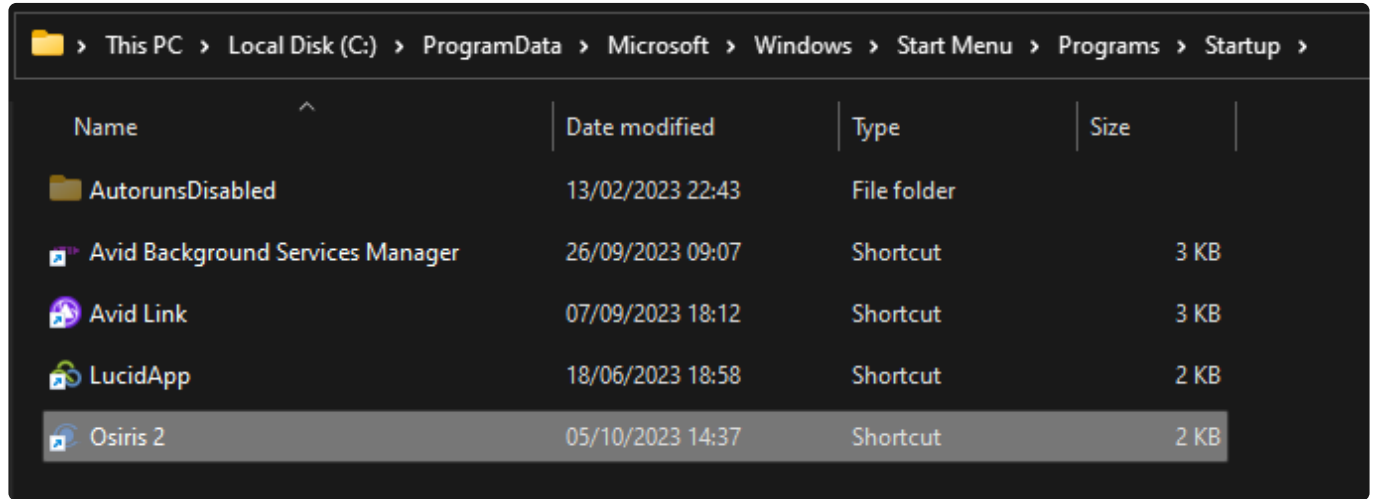 This PC > Local Disk (C:) > ProgramData > Microsoft > Windows > Start Menu > Programs > Startup >
Name Date modified Type Size
AutorunsDisabled 13/02/2023 22:43 File folder
Avid Background Services Manager 26/09/2023 09:07 Shortcut 3 KB
Avid Link 07/09/2023 18:12 Shortcut 3 KB
LucidApp 18/06/2023 18:58 Shortcut 2 KB
Osiris 2 05/10/2023 14:37 Shortcut 2 KB